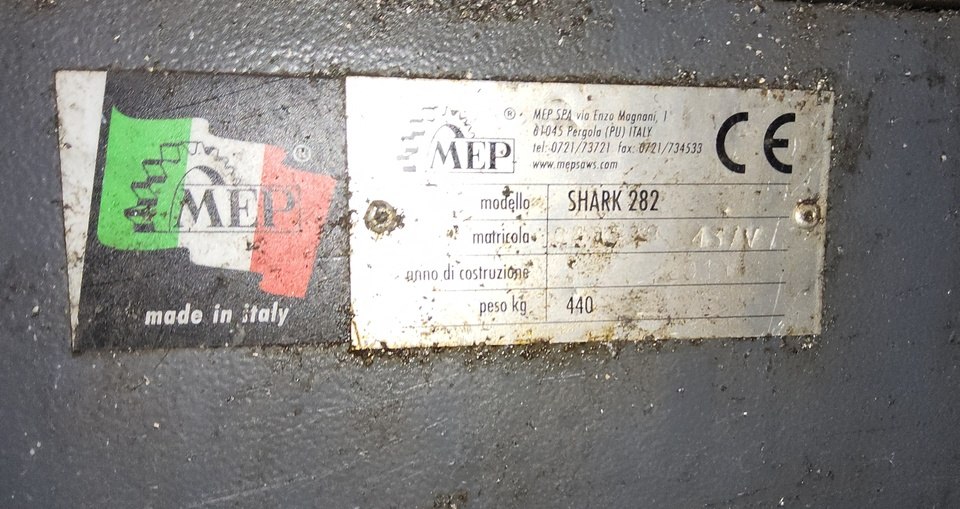 MEP
®
made in italy
MEP
®
MEP SPA via Enzo Magnani, 1
61045 Pergola (PU) ITALY
tel: 0721/73721 fax: 0721/734533
www.mepsaws.com
CE
modello SHARK 282
matricola
anno di costruzione
peso kg 440